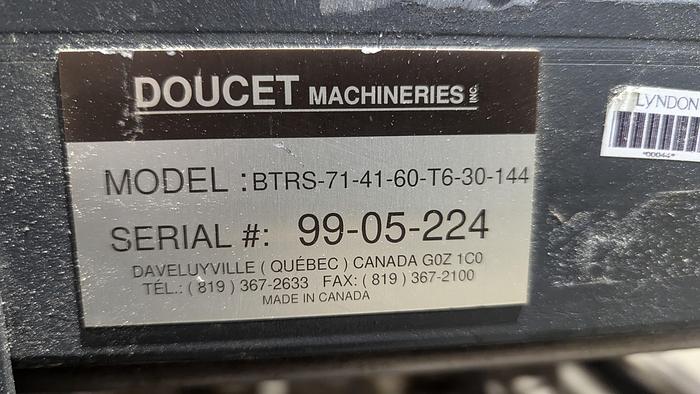 DOUCET MACHINERIES INC.
MODEL : BTRS-71-41-60-T6-30-144
SERIAL #: 99-05-224
DAVELUYVILLE ( QUÉBEC ) CANADA G0Z 1C0
TÉL.: ( 819 ) 367-2633 FAX: ( 819 ) 367-2100
MADE IN CANADA
LYNDON
*00044*